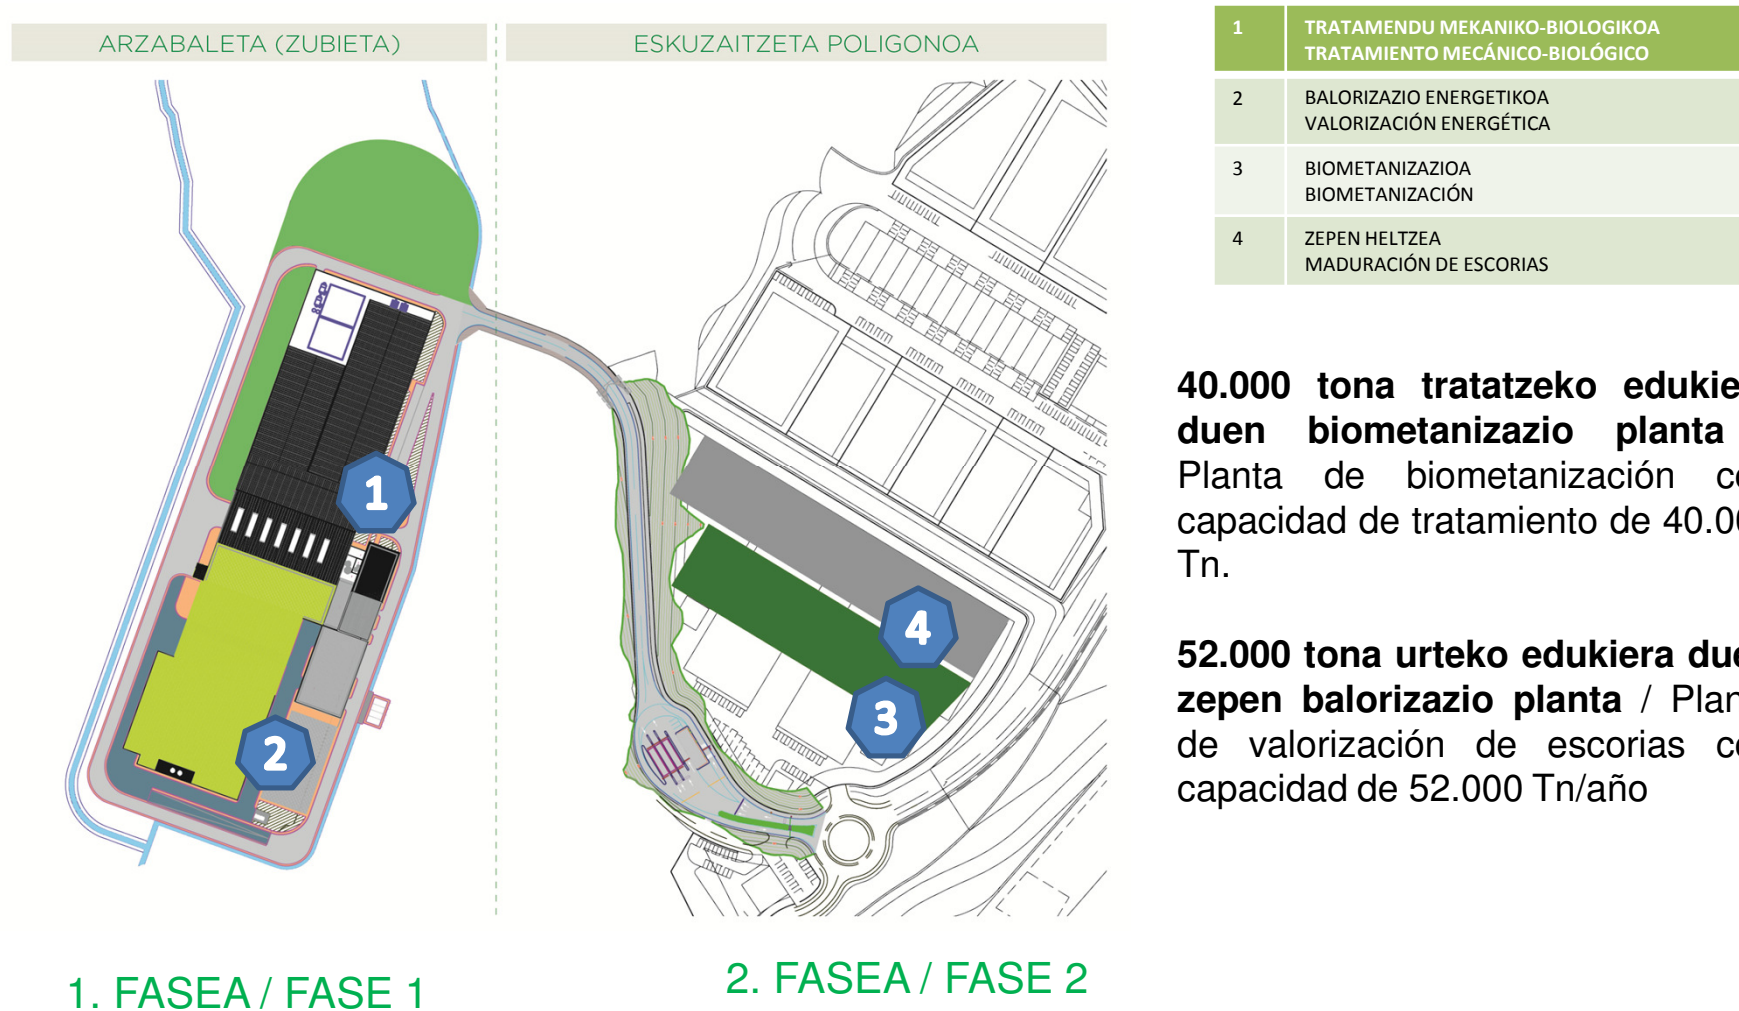 ARZABALETA (ZUBIETA)
ESKUZAITZETA POLIGONOA
1
2
3
4
1. FASEA / FASE 1
2. FASEA / FASE 2
1 TRATAMENDU MEKANIKO-BIOLOGIKOA
TRATAMIENTO MECÁNICO-BIOLÓGICO
2 BALORIZAZIO ENERGETIKOA
VALORIZACIÓN ENERGÉTICA
3 BIOMETANIZAZIOA
BIOMETANIZACIÓN
4 ZEPEN HELTZEA
MADURACIÓN DE ESCORIAS
40.000 tona tratatzeko
duen biometanizazio planta
Planta de biometanización
capacidad de tratamiento de
Tn.
52.000 tona urteko edukiera
zepen balorizazio planta /
de valorización de escorias
capacidad de 52.000 Tn/año